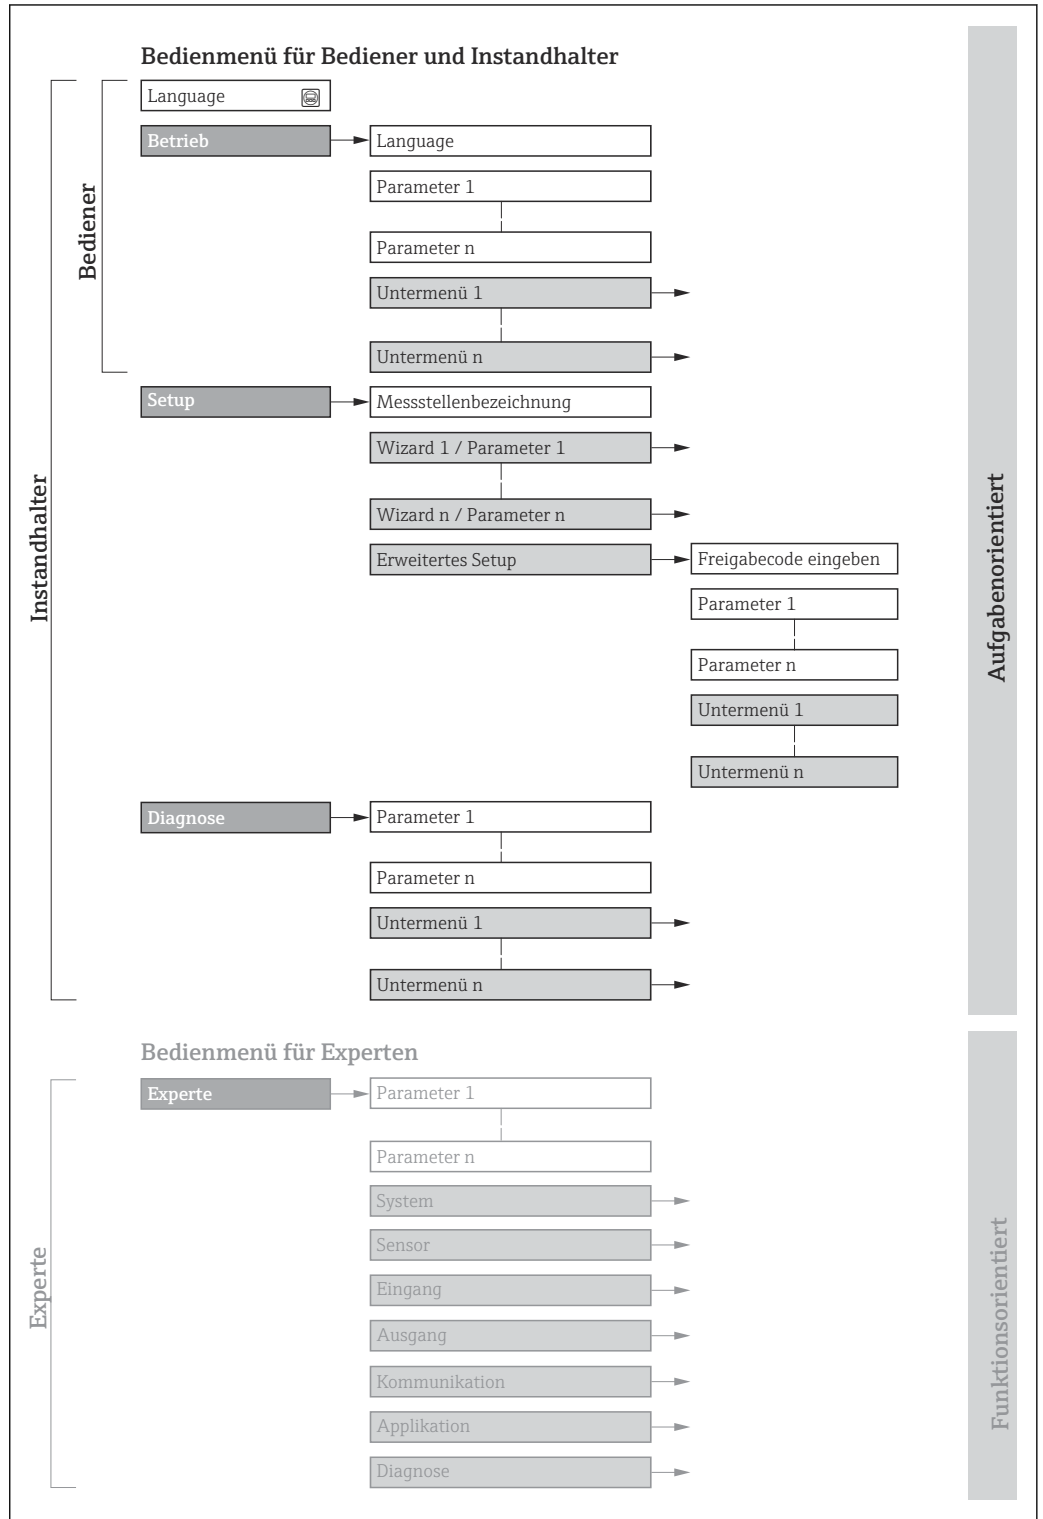 Bedienmenü für Bediener und Instandhalter
Language
Betrieb
Language
Parameter 1
Parameter n
Untermenü 1
Untermenü n
Bediener
Setup
Messstellenbezeichnung
Wizard 1 / Parameter 1
Wizard n / Parameter n
Erweitertes Setup
Freigabecode eingeben
Parameter 1
Parameter n
Untermenü 1
Untermenü n
Diagnose
Parameter 1
Parameter n
Untermenü 1
Untermenü n
Instandhalter
Aufgabenorientiert
Bedienmenü für Experten
Experte
Parameter 1
Parameter n
System
Sensor
Eingang
Ausgang
Kommunikation
Applikation
Diagnose
Experte
Funktionsorientiert